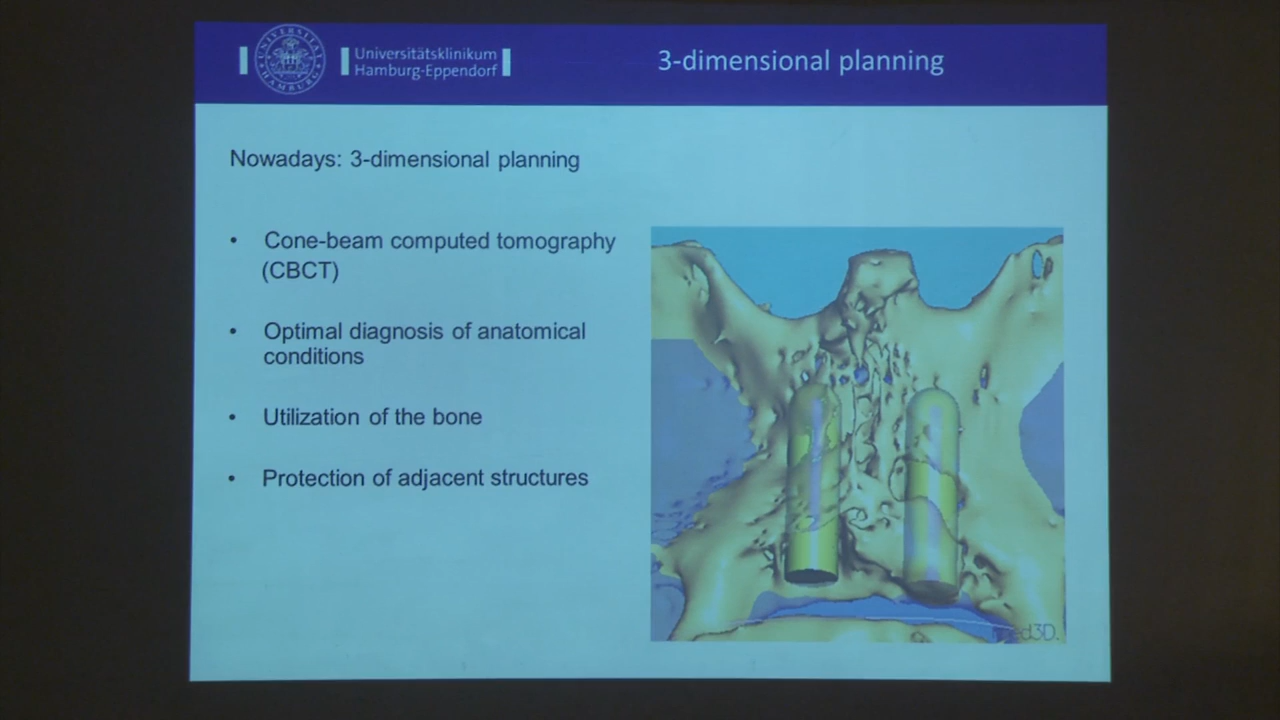 Universitätsklinikum
Hamburg-Eppendorf
3-dimensional planning
Nowadays: 3-dimensional planning
• Cone-beam computed tomography
(CBCT)
• Optimal diagnosis of anatomical
conditions
• Utilization of the bone
• Protection of adjacent structures